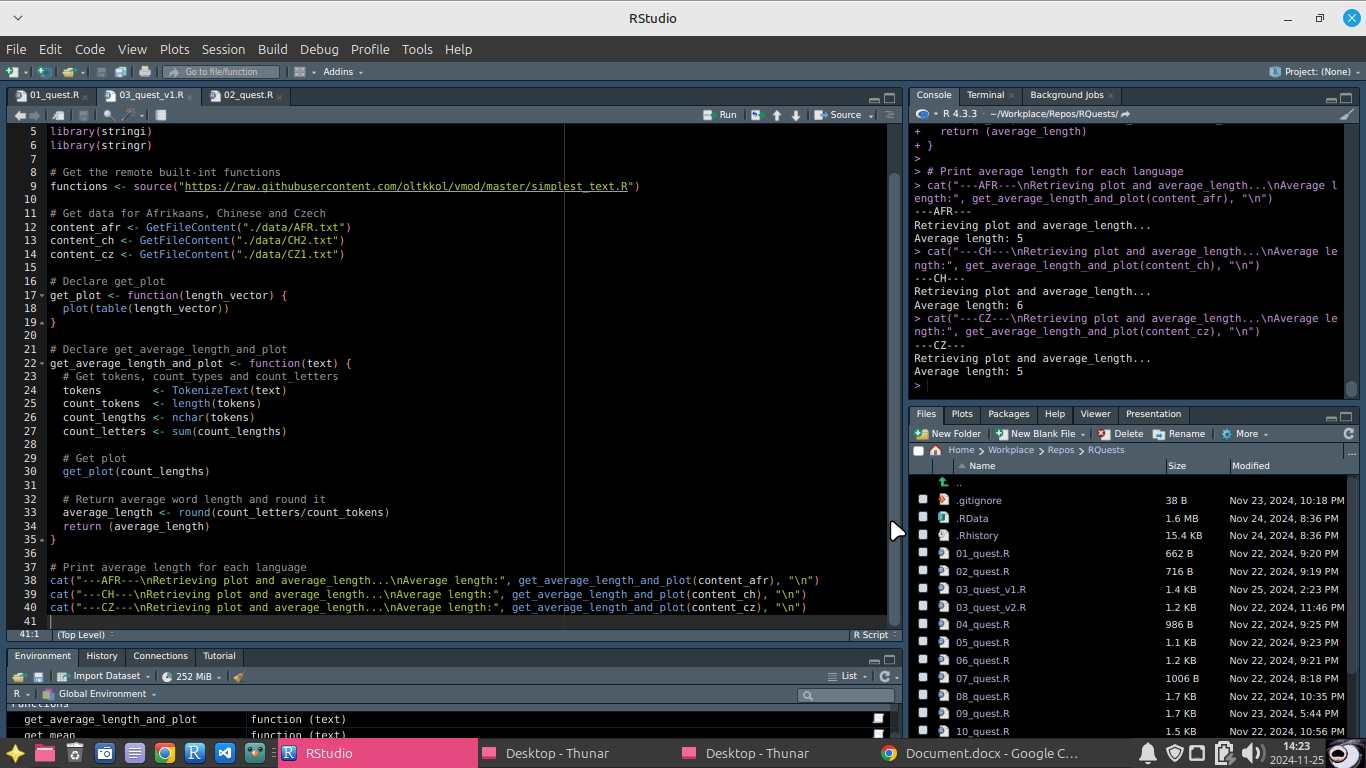 RStudio
File Edit Code View Plots Session Build Debug Profile Tools Help
Go to file/function Addins Project: (None)
01_quest.R 03_quest_v1.R 02_quest.R
Run Source
5 library(stringi)
6 library(stringr)
7
8 # Get the remote built-int functions
9 functions <- source("https://raw.githubusercontent.com/oltkkol/vmod/master/simplest_text.R")
10
11 # Get data for Afrikaans, Chinese and Czech
12 content_afr <- GetFileContent("./data/AFR.txt")
13 content_ch <- GetFileContent("./data/CH2.txt")
14 content_cz <- GetFileContent("./data/CZ1.txt")
15
16 # Declare get_plot
17 get_plot <- function(length_vector) {
18   plot(table(length_vector))
19 }
20
21 # Declare get_average_length_and_plot
22 get_average_length_and_plot <- function(text) {
23   # Get tokens, count_types and count_letters
24   tokens        <- TokenizeText(text)
25   count_tokens  <- length(tokens)
26   count_lengths <- nchar(tokens)
27   count_letters <- sum(count_lengths)
28
29   # Get plot
30   get_plot(count_lengths)
31
32   # Return average word length and round it
33   average_length <- round(count_letters/count_tokens)
34   return (average_length)
35 }
36
37 # Print average length for each language
38 cat("---AFR---\nRetrieving plot and average_length...\nAverage length:", get_average_length_and_plot(content_afr), "\n")
39 cat("---CH---\nRetrieving plot and average_length...\nAverage length:", get_average_length_and_plot(content_ch), "\n")
40 cat("---CZ---\nRetrieving plot and average_length...\nAverage length:", get_average_length_and_plot(content_cz), "\n")
41
41:1 (Top Level) R Script
Environment History Connections Tutorial
Import Dataset 252 MiB List
R Global Environment
Functions
get_average_length_and_plot function (text)
get_mean function (text)
Console Terminal Background Jobs
R 4.3.3 · ~/Workplace/Repos/RQuests/
+   return (average_length)
+ }
>
> # Print average length for each language
> cat("---AFR---\nRetrieving plot and average_length...\nAverage l
ength:", get_average_length_and_plot(content_afr), "\n")
---AFR---
Retrieving plot and average_length...
Average length: 5
> cat("---CH---\nRetrieving plot and average_length...\nAverage le
ngth:", get_average_length_and_plot(content_ch), "\n")
---CH---
Retrieving plot and average_length...
Average length: 6
> cat("---CZ---\nRetrieving plot and average_length...\nAverage le
ngth:", get_average_length_and_plot(content_cz), "\n")
---CZ---
Retrieving plot and average_length...
Average length: 5
>
Files Plots Packages Help Viewer Presentation
New Folder New Blank File Delete Rename More
Home Workplace Repos RQuests ...
Name Size Modified
..
.gitignore 38 B Nov 23, 2024, 10:18 PM
.RData 1.6 MB Nov 24, 2024, 8:36 PM
.Rhistory 15.4 KB Nov 24, 2024, 8:36 PM
01_quest.R 662 B Nov 22, 2024, 9:20 PM
02_quest.R 716 B Nov 22, 2024, 9:19 PM
03_quest_v1.R 1.4 KB Nov 25, 2024, 2:23 PM
03_quest_v2.R 1.2 KB Nov 22, 2024, 11:46 PM
04_quest.R 986 B Nov 22, 2024, 9:25 PM
05_quest.R 1.1 KB Nov 22, 2024, 9:23 PM
06_quest.R 1.2 KB Nov 22, 2024, 9:21 PM
07_quest.R 1006 B Nov 22, 2024, 8:18 PM
08_quest.R 1.7 KB Nov 22, 2024, 10:35 PM
09_quest.R 1.7 KB Nov 23, 2024, 5:44 PM
10_quest.R 1.5 KB Nov 22, 2024, 10:56 PM
RStudio Desktop - Thunar Desktop - Thunar Document.docx - Google C... 14:23
2024-11-25